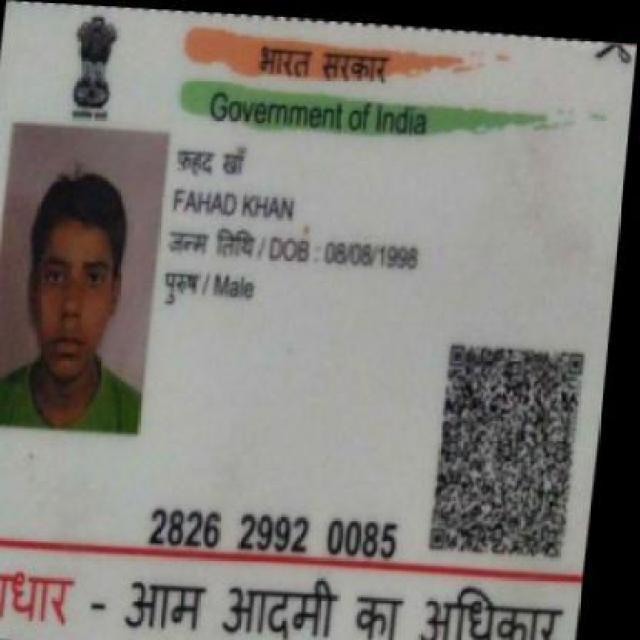 भारत सरकार
Government of India
फ़हद खाँ
FAHAD KHAN
जन्म तिथि / DOB : 08/08/1998
पुरुष / Male
2826 2992 0085
आधार - आम आदमी का अधिकार